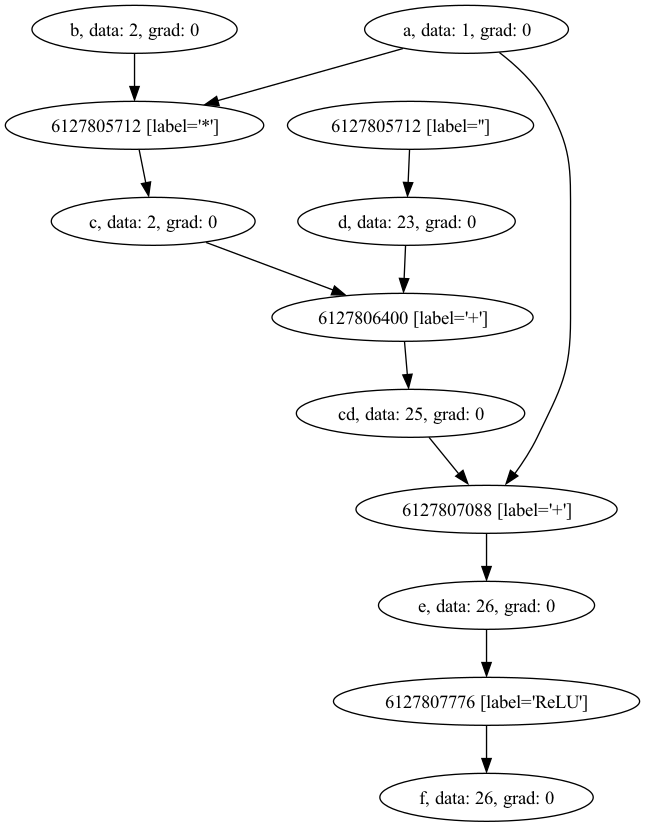 b, data: 2, grad: 0
a, data: 1, grad: 0
6127805712 [label='*']
6127805712 [label='']
c, data: 2, grad: 0
d, data: 23, grad: 0
6127806400 [label='+']
cd, data: 25, grad: 0
6127807088 [label='+']
e, data: 26, grad: 0
6127807776 [label='ReLU']
f, data: 26, grad: 0